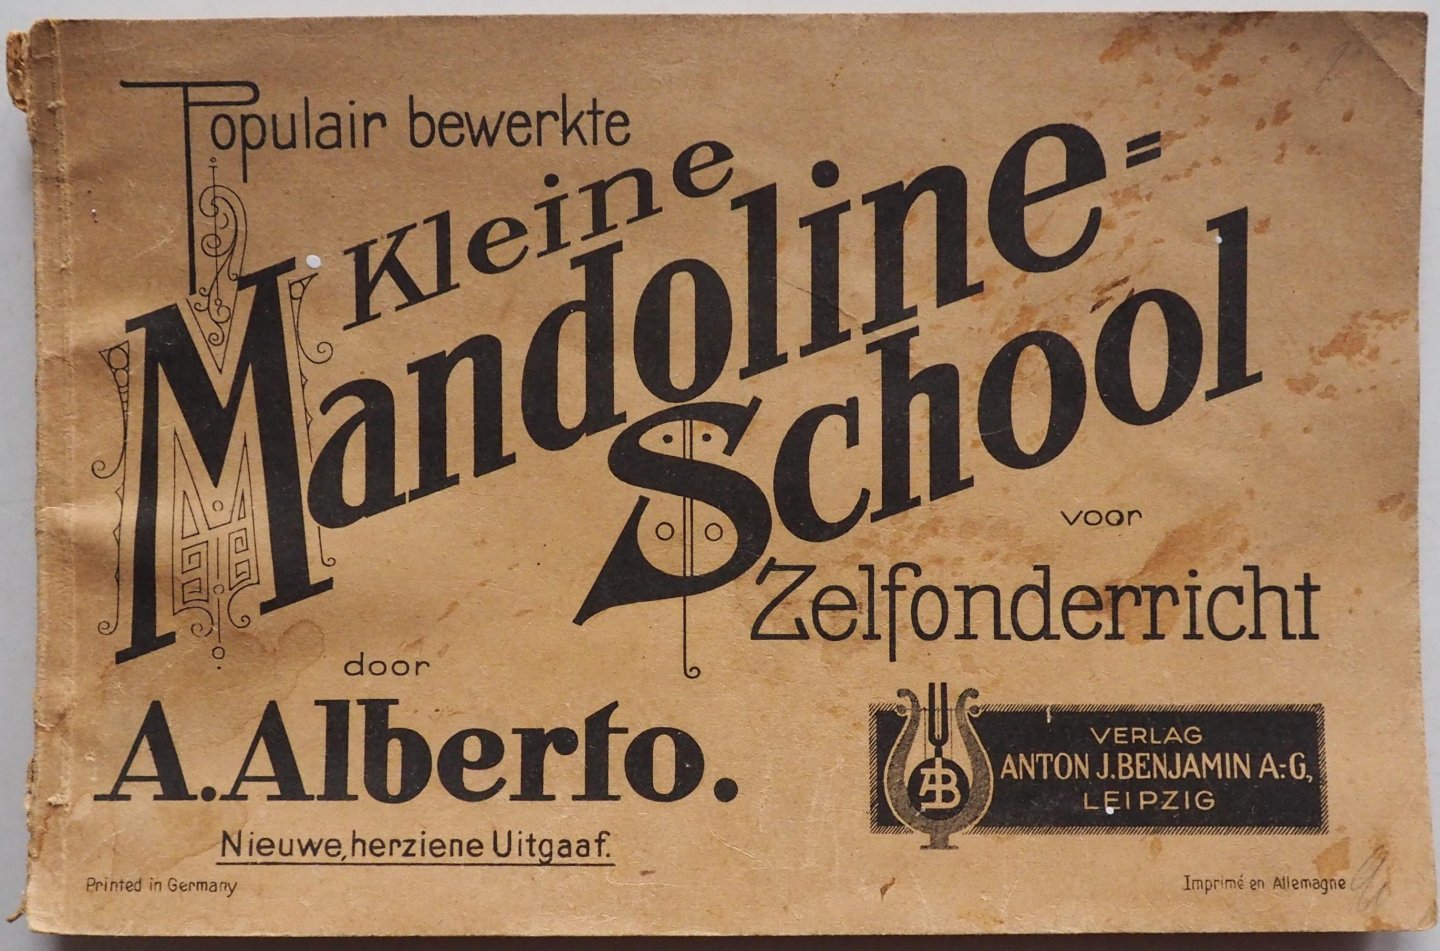 Populair bewerkte
Kleine
Mandoline=
School
voor
Zelfonderricht
door
A. Alberto.
Nieuwe, herziene Uitgaaf.
AB
VERLAG
ANTON J. BENJAMIN A.-G.,
LEIPZIG
Printed in Germany
Imprimé en Allemagne